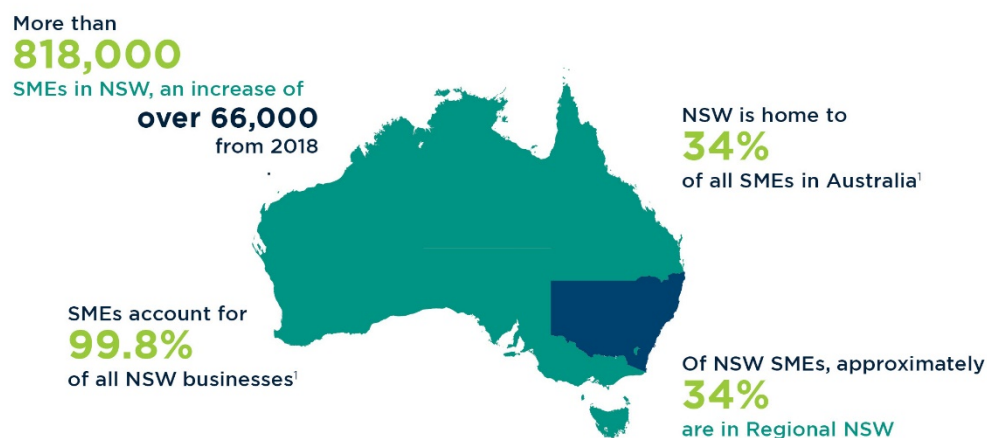 More than
818,000
SMEs in NSW, an increase of
over 66,000
from 2018
NSW is home to
34%
of all SMEs in Australia¹
SMEs account for
99.8%
of all NSW businesses¹
Of NSW SMEs, approximately
34%
are in Regional NSW